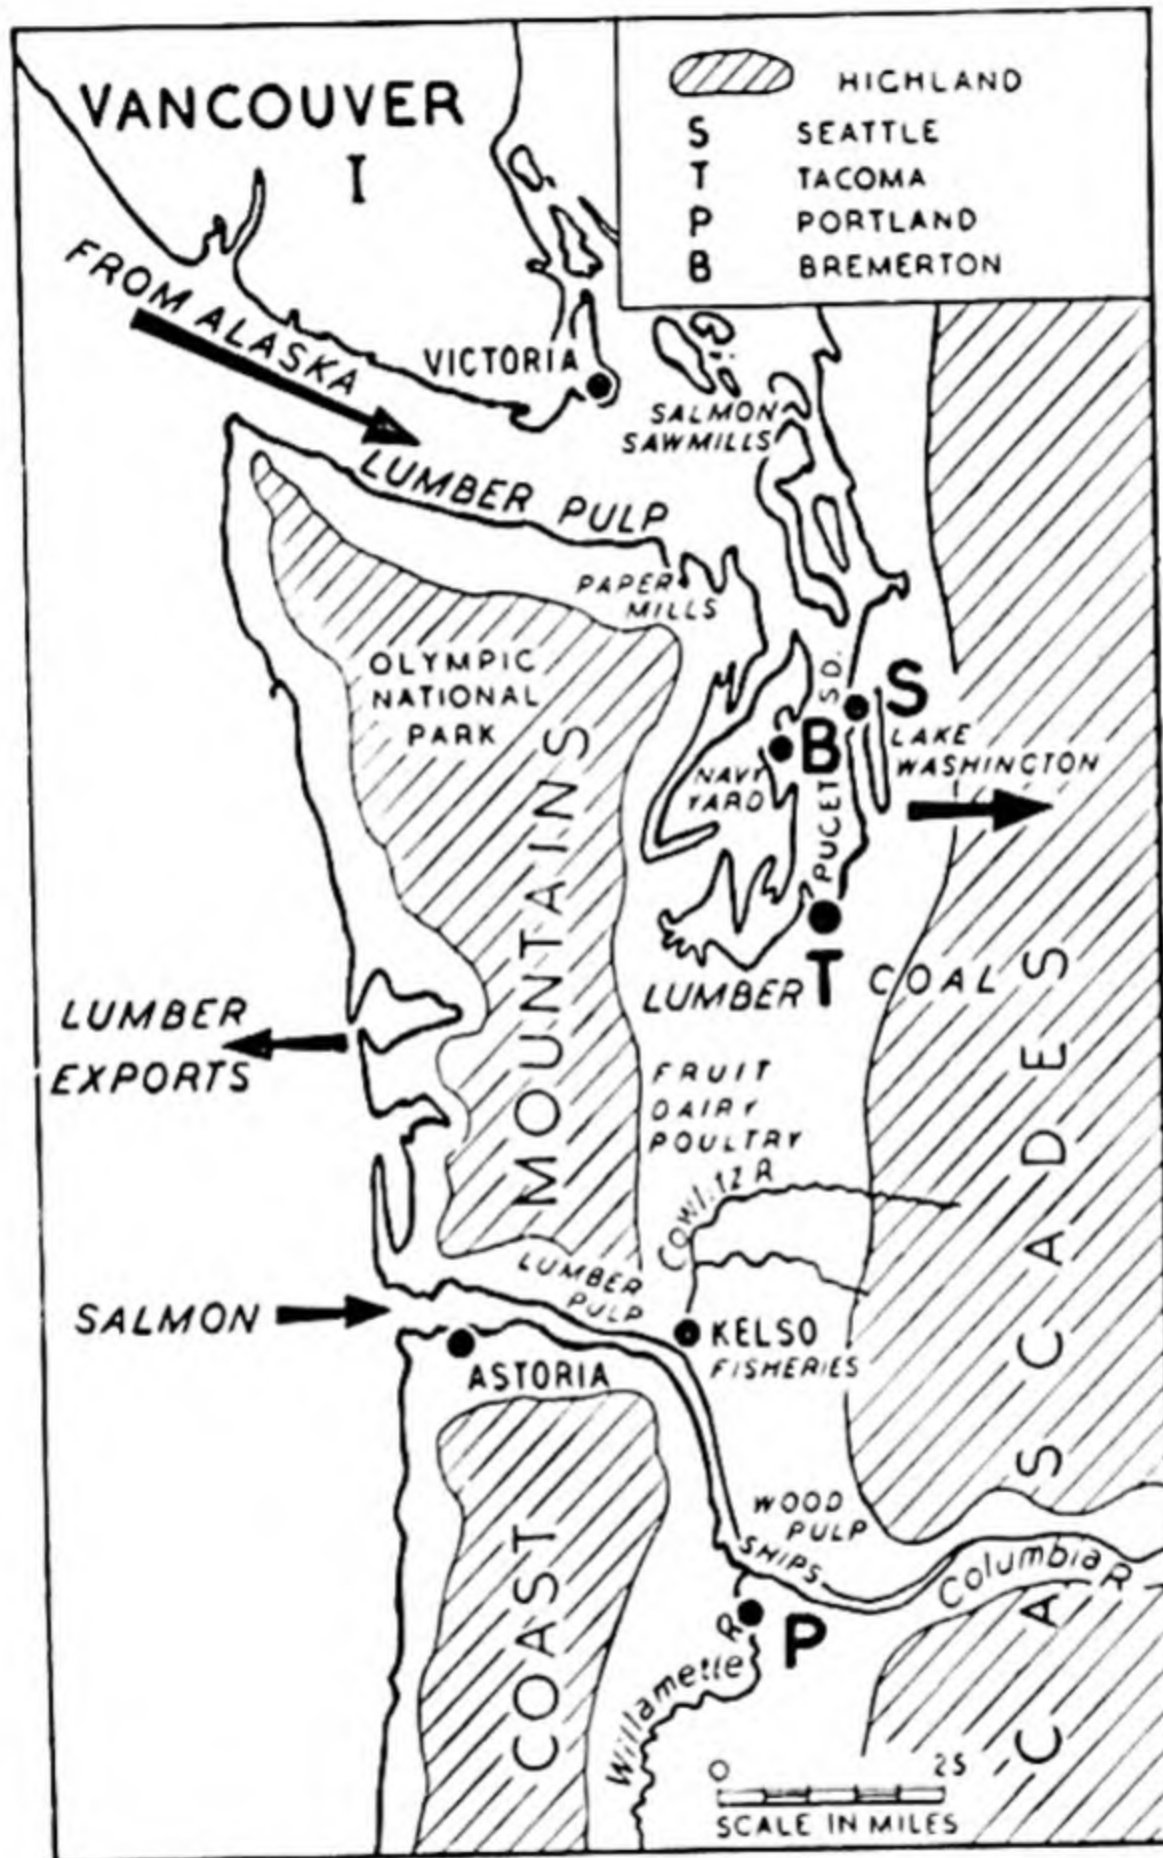 VANCOUVER
I
HIGHLAND
S SEATTLE
T TACOMA
P PORTLAND
B BREMERTON
FROM ALASKA
VICTORIA
SALMON
SAWMILLS
LUMBER PULP
PAPER
MILLS
OLYMPIC
NATIONAL
PARK
S
B
PUGET SD.
NAVY
YARD
LAKE
WASHINGTON
T
LUMBER
COAL
LUMBER
EXPORTS
FRUIT
DAIRY
POULTRY
COAST MOUNTAINS
CASCADES
Cowlitz R
LUMBER
PULP
SALMON
KELSO
FISHERIES
ASTORIA
WOOD
PULP
SHIPS
Columbia R
P
Willamette R
0 25
SCALE IN MILES